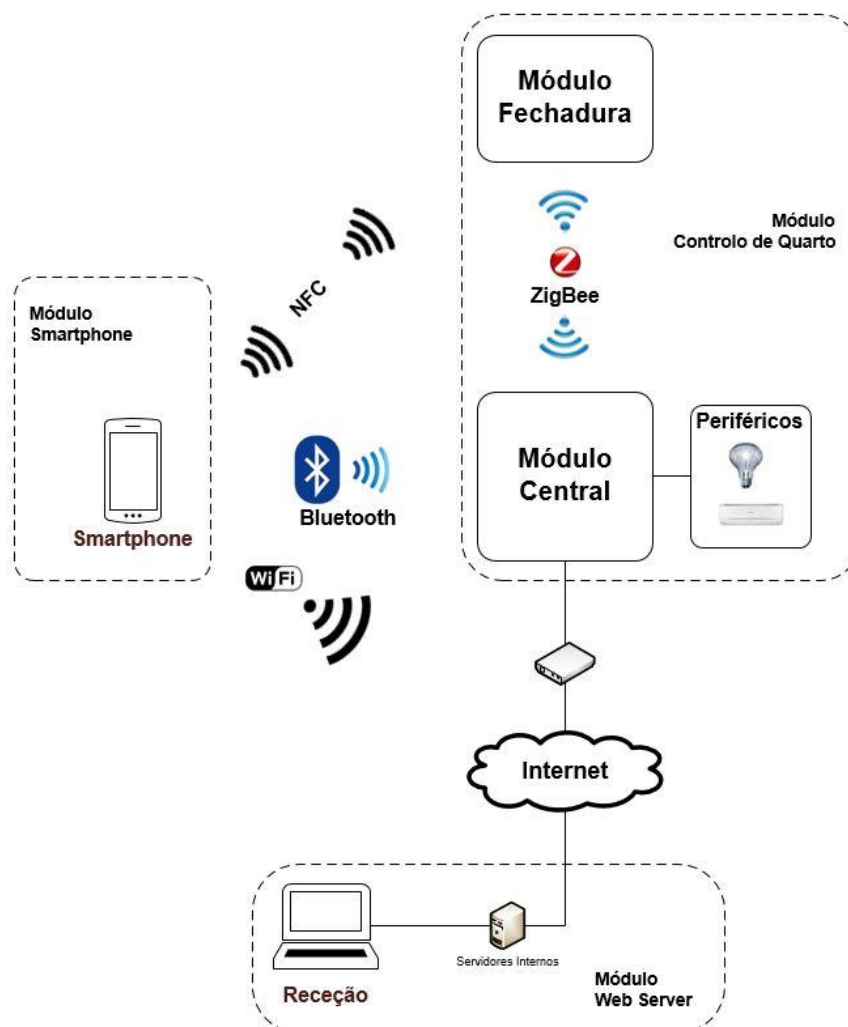 Módulo
Fechadura
Módulo
Controlo de Quarto
ZigBee
NFC
Módulo
Smartphone
Smartphone
Bluetooth
WiFi
Módulo
Central
Periféricos
Internet
Receção
Servidores Internos
Módulo
Web Server